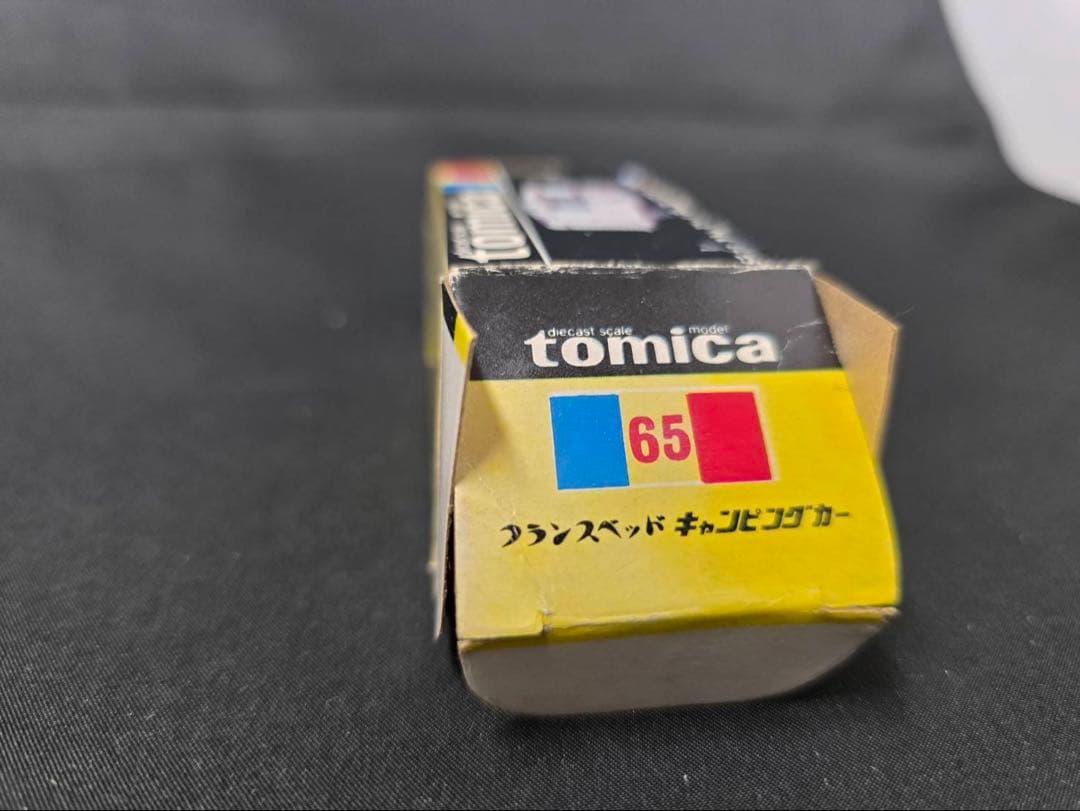 tomica
diecast scale model
tomica
65
フランスベッド キャンピングカー